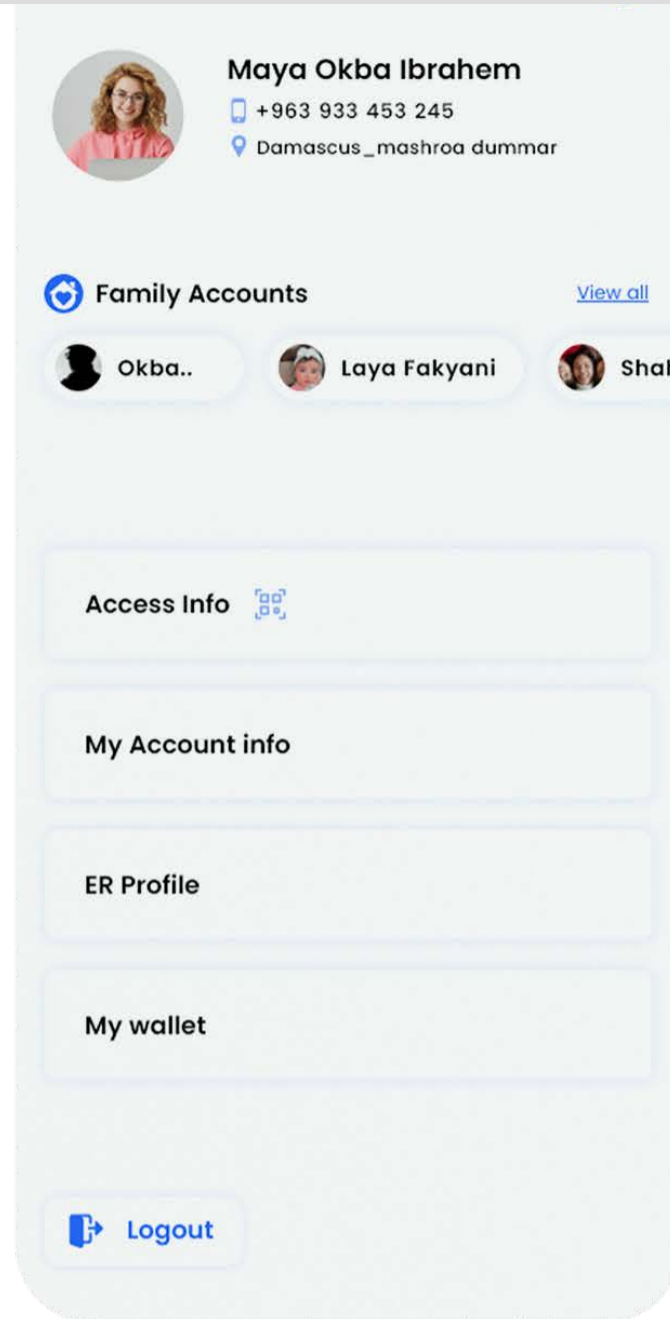 Maya Okba Ibrahem
+963 933 453 245
Damascus_mashroa dummar
Family Accounts View all
Okba.. Laya Fakyani
Access Info
My Account info
ER Profile
My wallet
Logout